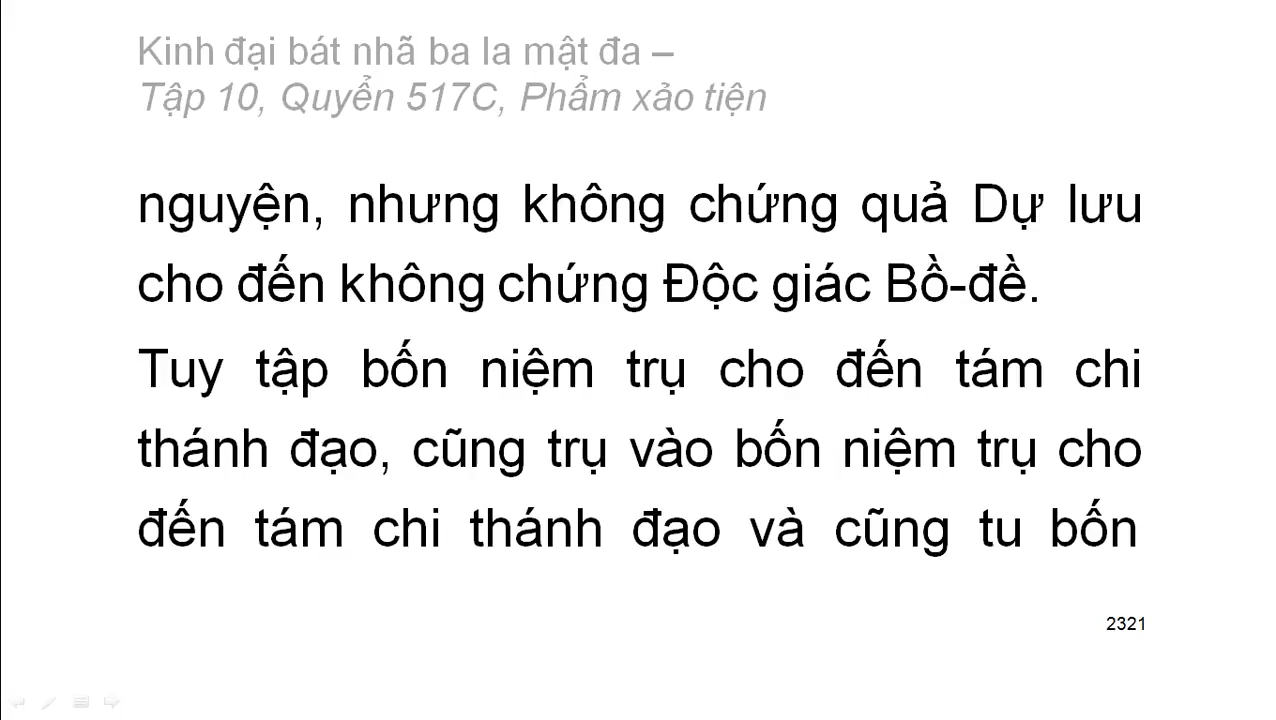 Kinh đại bát nhã ba la mật đa –
Tập 10, Quyển 517C, Phẩm xảo tiện
nguyện, nhưng không chứng quả Dự lưu
cho đến không chứng Độc giác Bồ-đề.
Tuy tập bốn niệm trụ cho đến tám chi
thánh đạo, cũng trụ vào bốn niệm trụ cho
đến tám chi thánh đạo và cũng tu bốn
2321